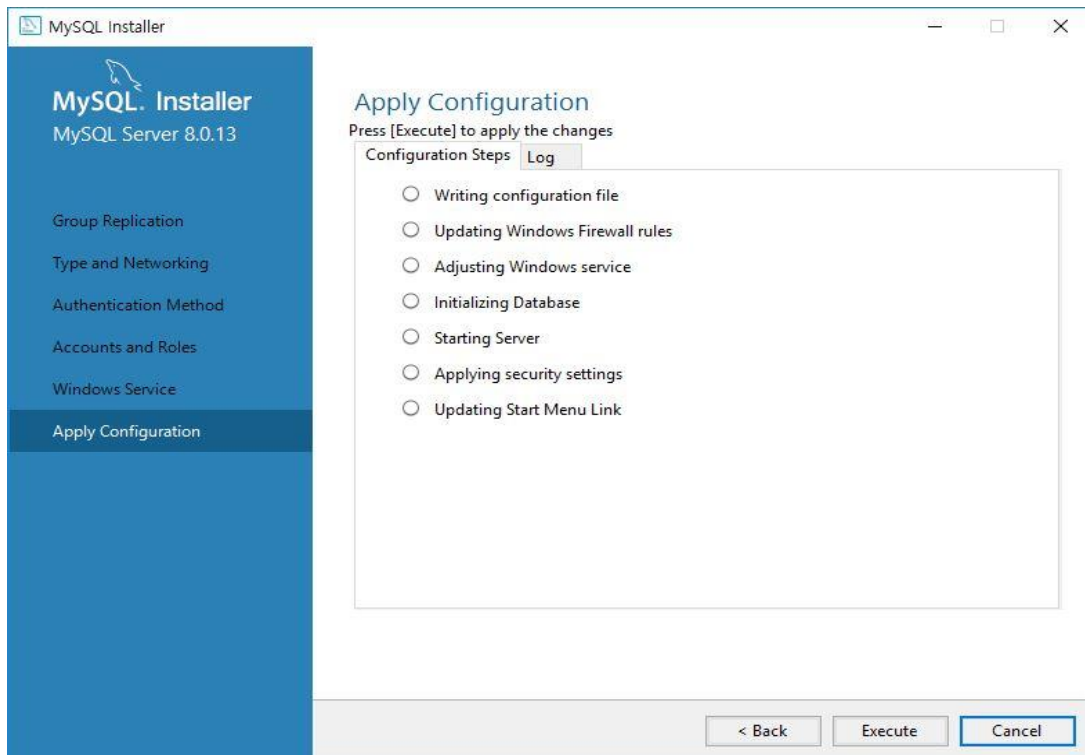 MySQL Installer
MySQL. Installer
MySQL Server 8.0.13
Group Replication
Type and Networking
Authentication Method
Accounts and Roles
Windows Service
Apply Configuration
Apply Configuration
Press [Execute] to apply the changes
Configuration Steps Log
Writing configuration file
Updating Windows Firewall rules
Adjusting Windows service
Initializing Database
Starting Server
Applying security settings
Updating Start Menu Link
< Back Execute Cancel